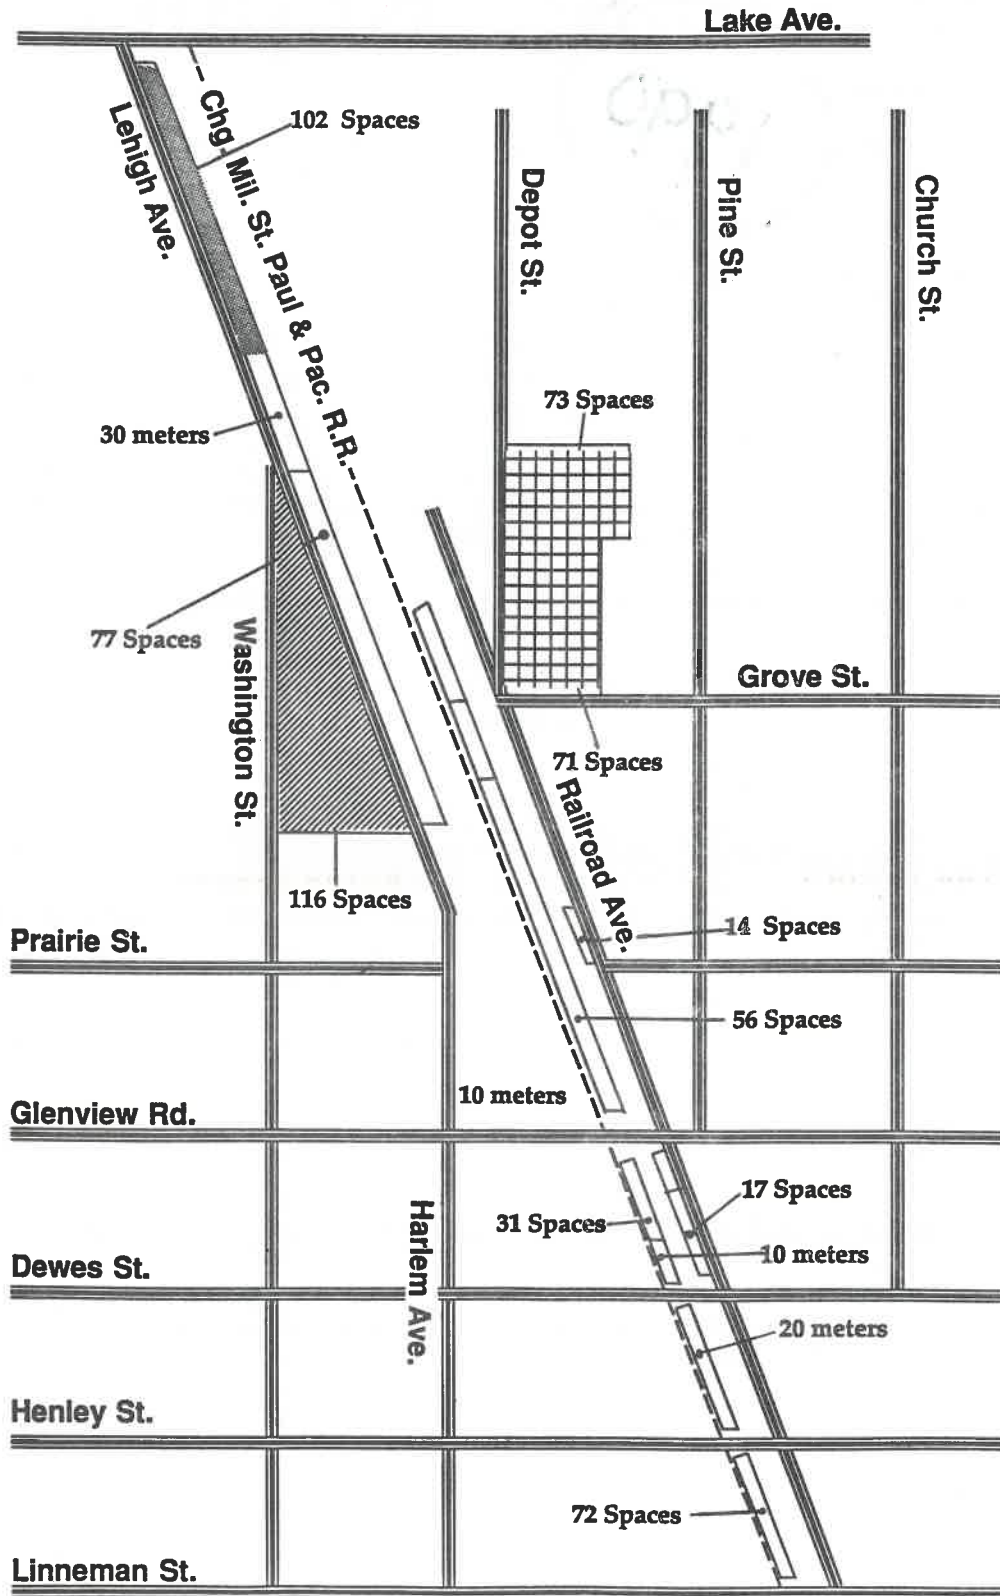 Lake Ave.
Chg. Mil. St. Paul & Pac. R.R.
102 Spaces
Lehigh Ave.
Depot St.
Pine St.
Church St.
73 Spaces
30 meters
77 Spaces
Washington St.
Grove St.
71 Spaces
Railroad Ave.
116 Spaces
14 Spaces
Prairie St.
56 Spaces
10 meters
Glenview Rd.
17 Spaces
Harlem Ave.
31 Spaces
10 meters
Dewes St.
20 meters
Henley St.
72 Spaces
Linneman St.